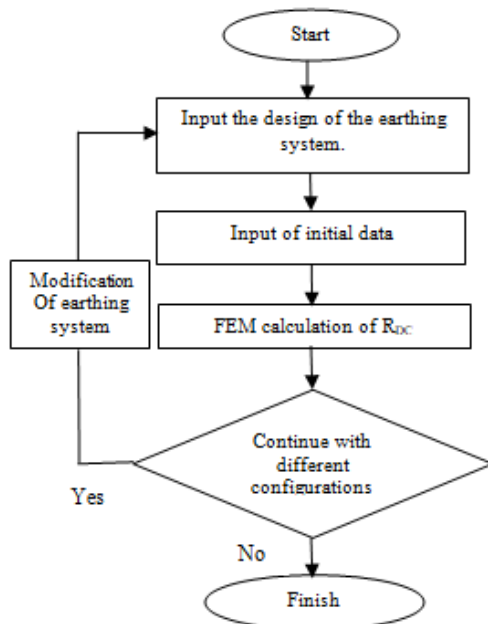 Start
Input the design of the earthing
system.
Input of initial data
Modification
Of earthing
system
FEM calculation of RDC
Continue with
different
configurations
Yes
No
Finish